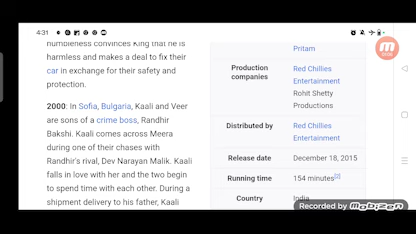 4:31
humbleness convinces King that he is
harmless and makes a deal to fix their
car in exchange for their safety and
protection.
2000: In Sofia, Bulgaria, Kaali and Veer
are sons of a crime boss, Randhir
Bakshi. Kaali comes across Meera
during one of their chases with
Randhir's rival, Dev Narayan Malik. Kaali
falls in love with her and the two begin
to spend time with each other. During a
shipment delivery to his father, Kaali
Pritam
Production companies
Red Chillies Entertainment
Rohit Shetty Productions
Distributed by
Red Chillies Entertainment
Release date
December 18, 2015
Running time
154 minutes[2]
Country
India
Recorded by Mobizen